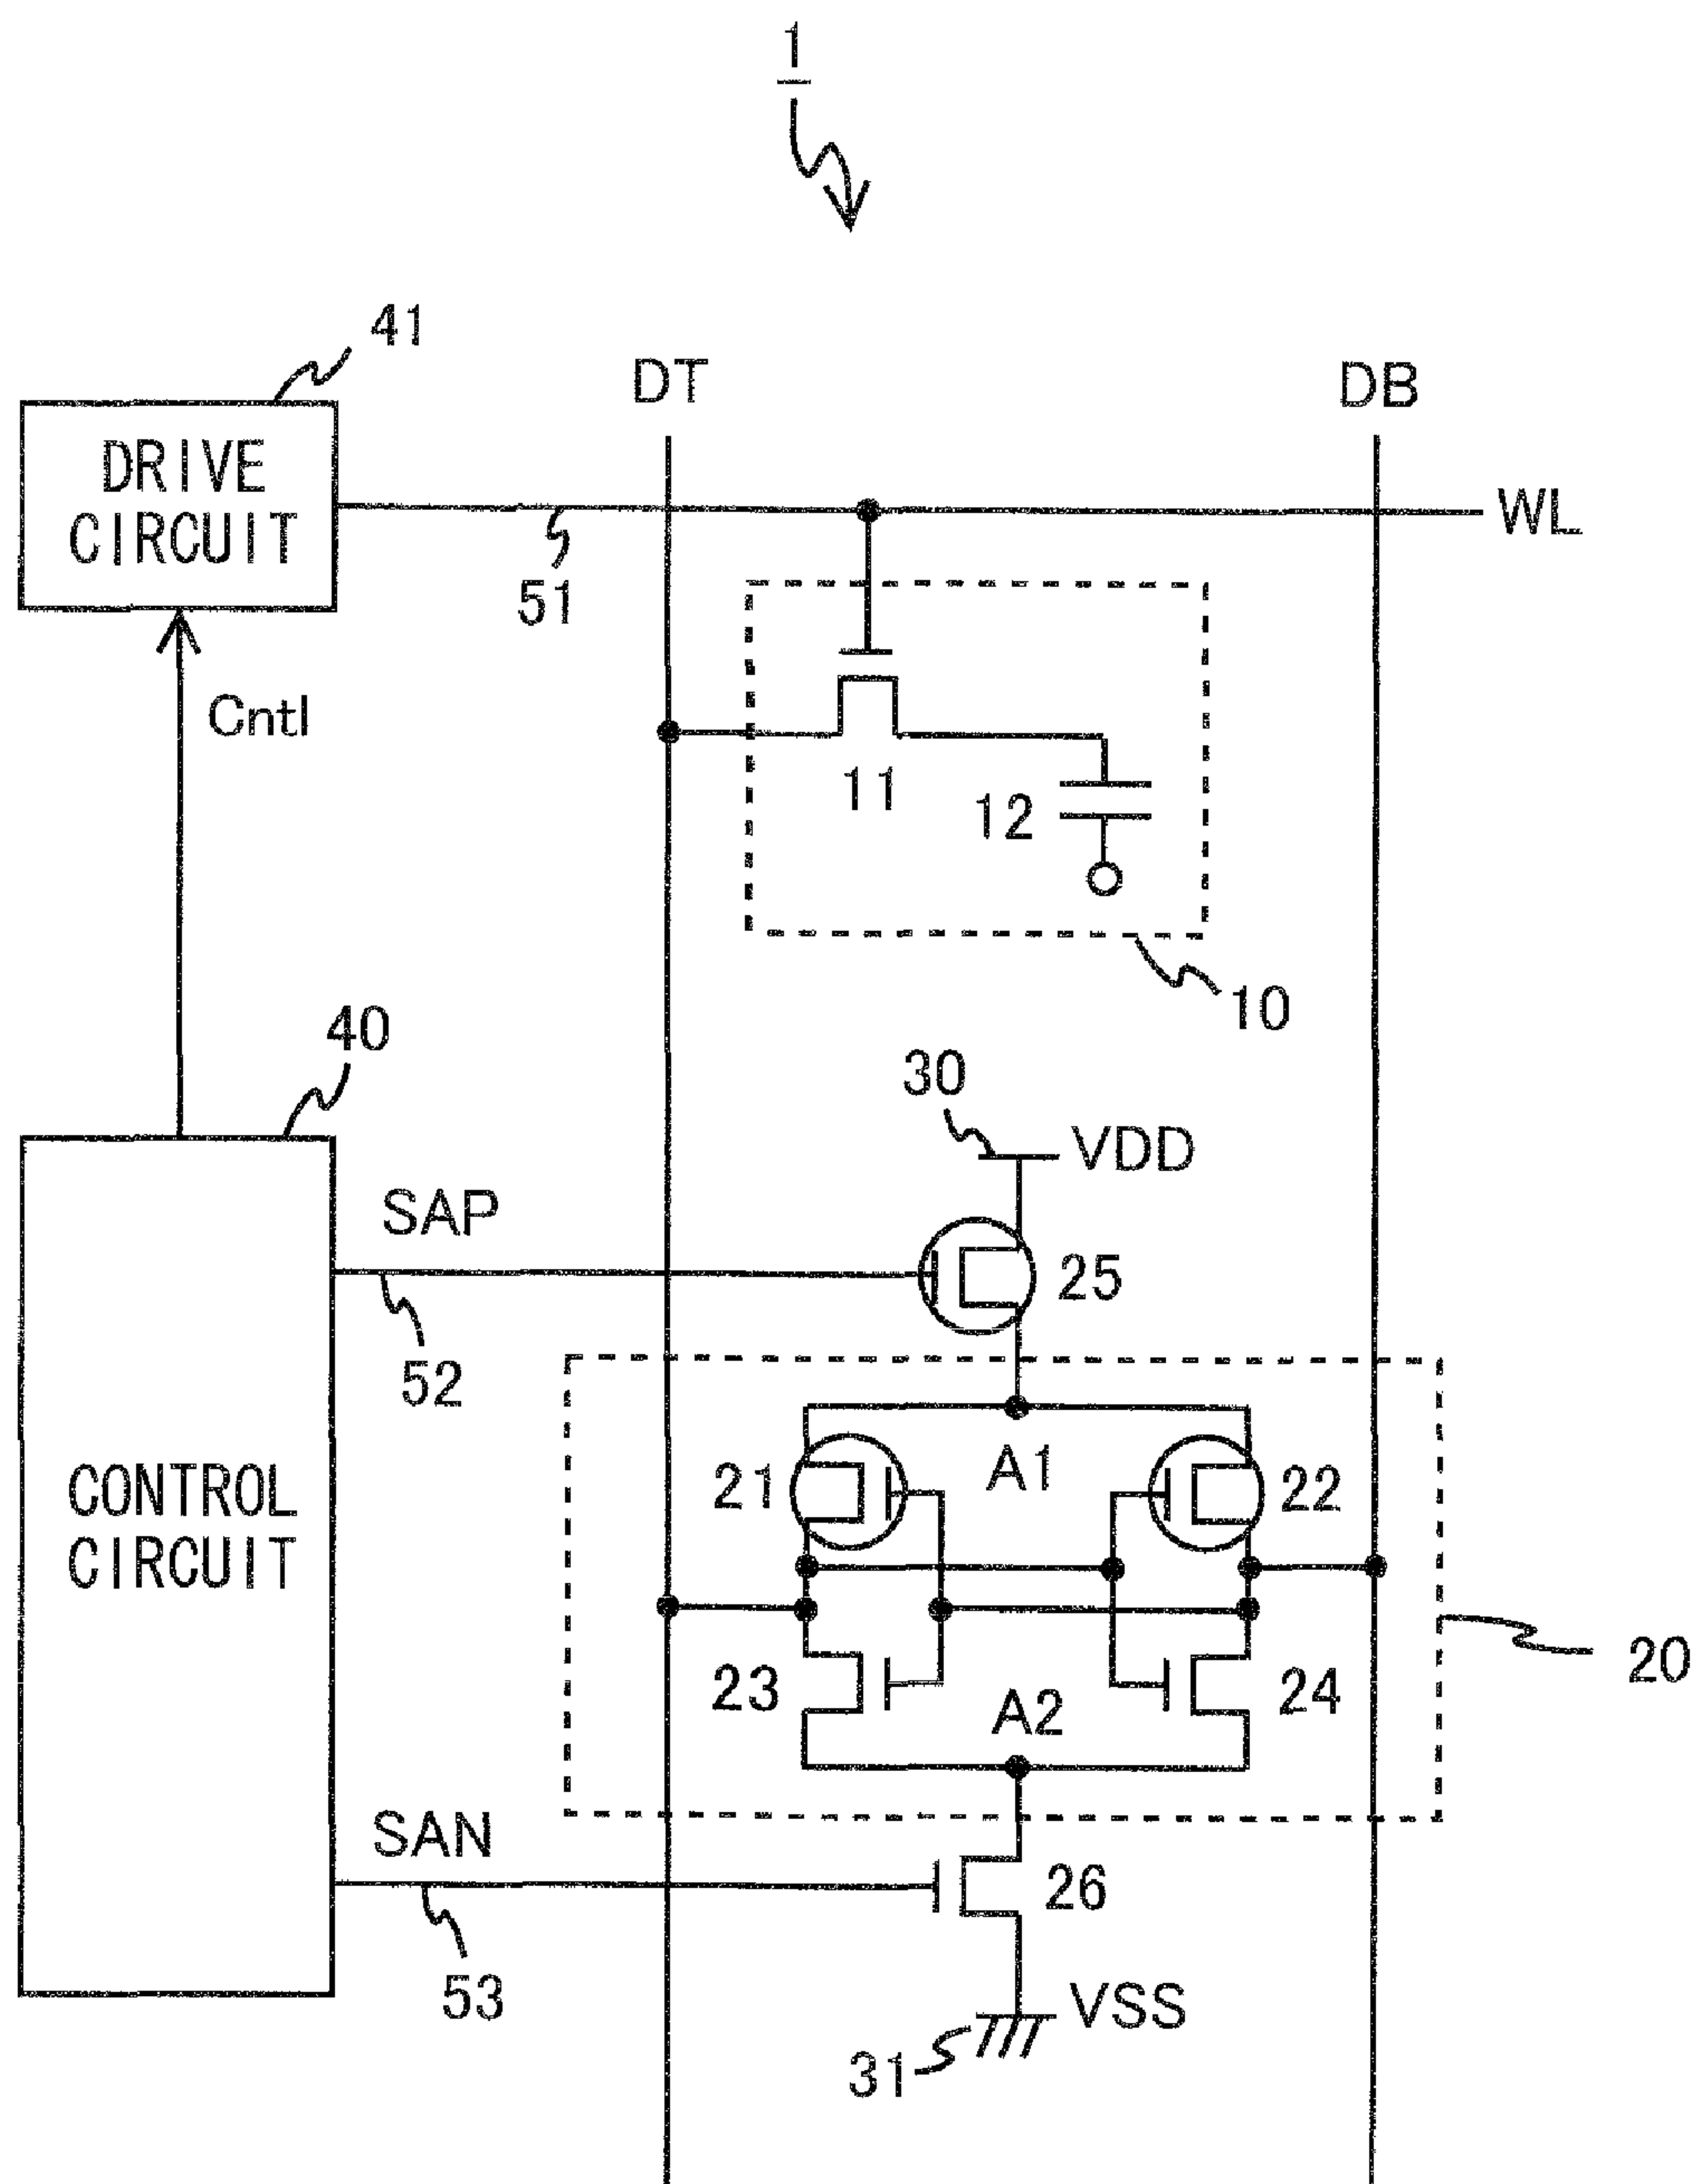 1
41
DT
DB
DRIVE
CIRCUIT
WL
51
Cntl
11
12
10
40
30
VDD
SAP
25
52
21
A1
22
CONTROL
CIRCUIT
20
23
A2
24
SAN
26
53
VSS
31